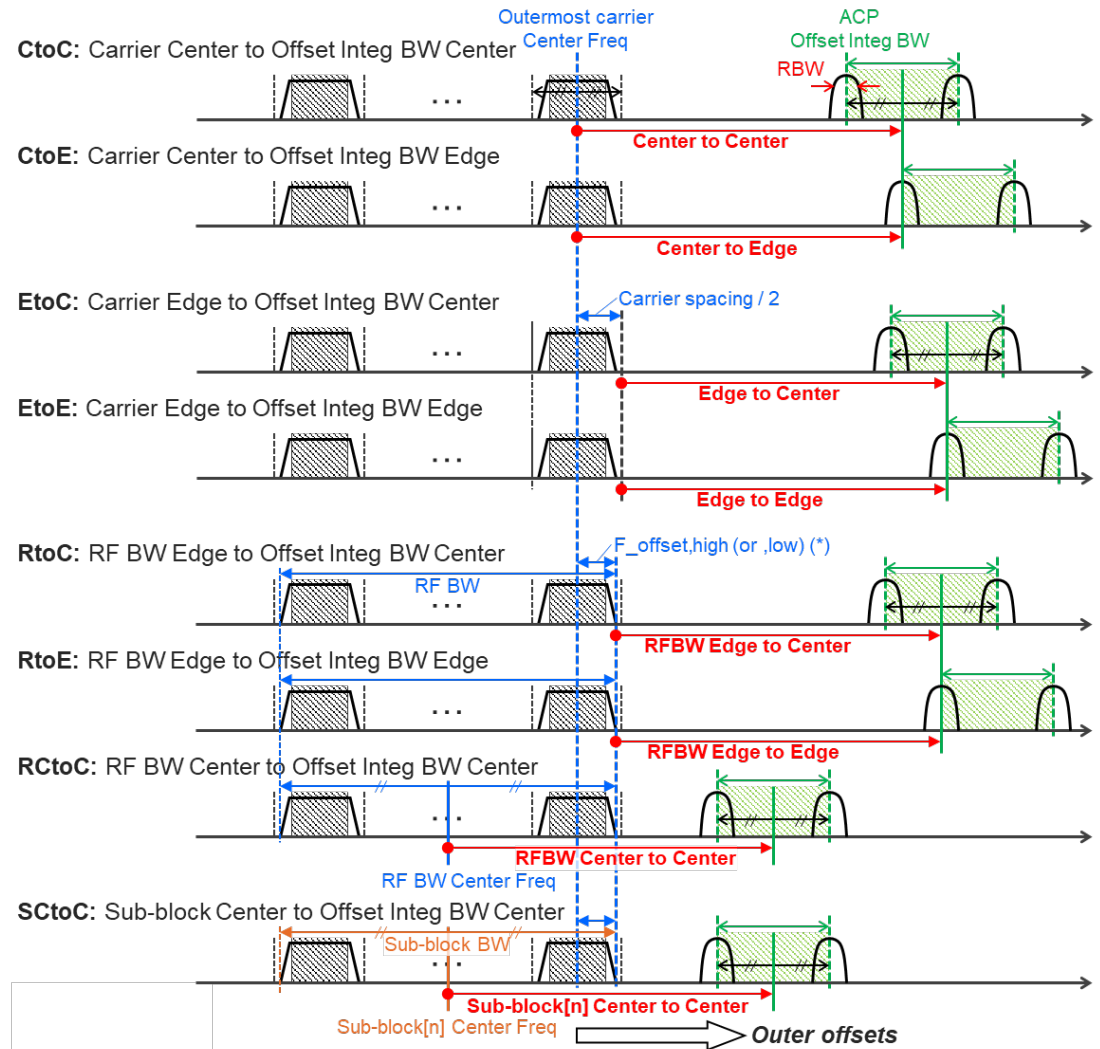 Outermost carrier
Center Freq
ACP
Offset Integ BW
CtoC: Carrier Center to Offset Integ BW Center
RBW
. . .
Center to Center
CtoE: Carrier Center to Offset Integ BW Edge
. . .
Center to Edge
EtoC: Carrier Edge to Offset Integ BW Center
Carrier spacing / 2
. . .
Edge to Center
EtoE: Carrier Edge to Offset Integ BW Edge
. . .
Edge to Edge
RtoC: RF BW Edge to Offset Integ BW Center
F_offset,high (or ,low) (*)
RF BW
. . .
RFBW Edge to Center
RtoE: RF BW Edge to Offset Integ BW Edge
. . .
RFBW Edge to Edge
RCtoC: RF BW Center to Offset Integ BW Center
. . .
RFBW Center to Center
RF BW Center Freq
SCtoC: Sub-block Center to Offset Integ BW Center
Sub-block BW
. . .
Sub-block[n] Center to Center
Sub-block[n] Center Freq
Outer offsets